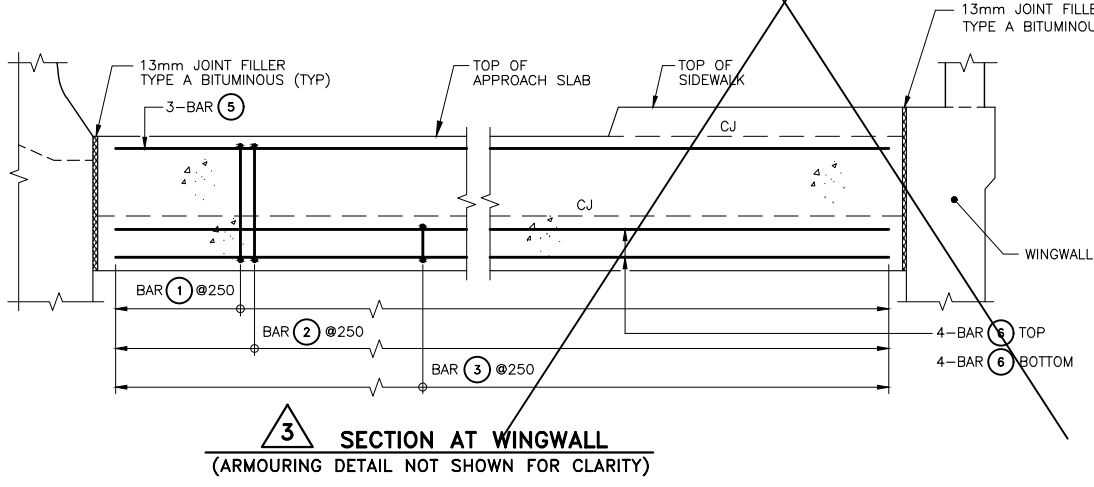 13mm JOINT FILLER
TYPE A BITUMINOUS (TYP)
3-BAR 5
TOP OF
APPROACH SLAB
TOP OF
SIDEWALK
13mm JOINT FILLE
TYPE A BITUMINOU
CJ
CJ
WINGWALL
BAR 1 @250
BAR 2 @250
BAR 3 @250
4-BAR 6 TOP
4-BAR 6 BOTTOM
3 SECTION AT WINGWALL
(ARMOURING DETAIL NOT SHOWN FOR CLARITY)